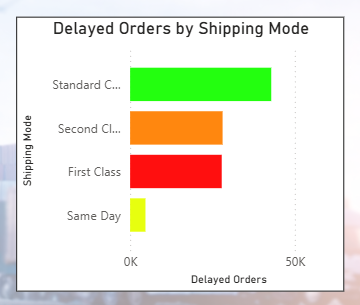 Delayed Orders by Shipping Mode
Shipping Mode
Standard C...
Second Cl...
First Class
Same Day
0K 50K
Delayed Orders